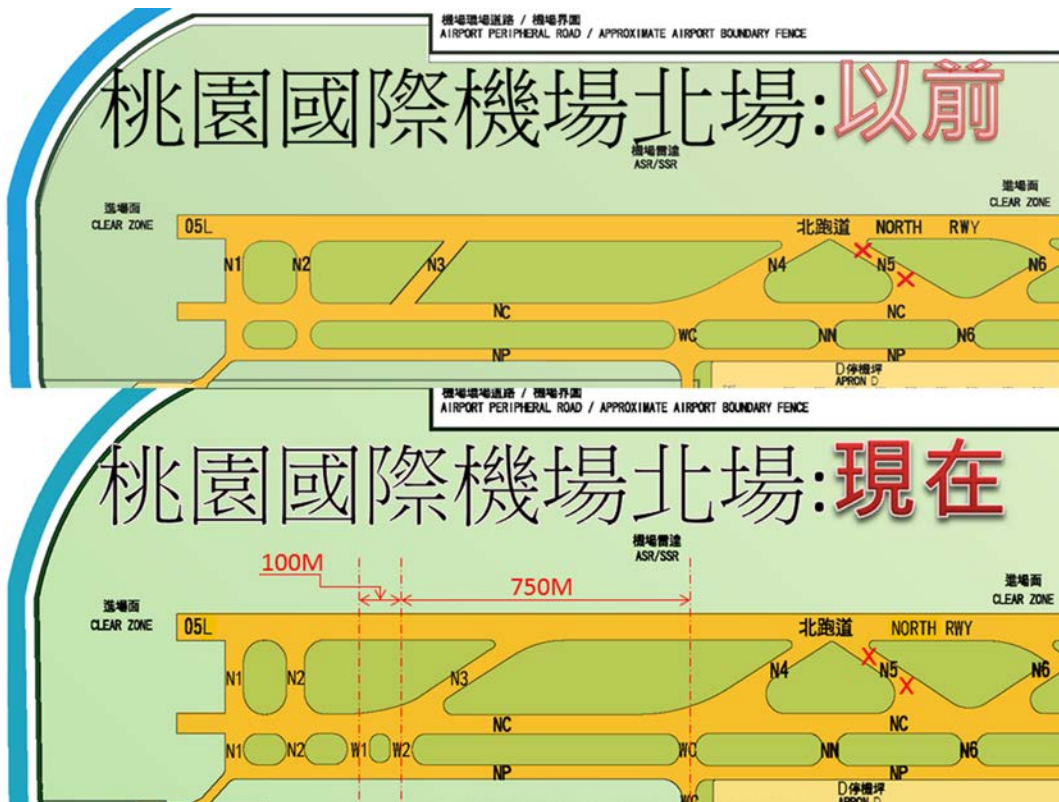 機場環場道路 / 機場界圍
AIRPORT PERIPHERAL ROAD / APPROXIMATE AIRPORT BOUNDARY FENCE
桃園國際機場北場:以前
機場雷達
ASR/SSR
進場面
CLEAR ZONE
進場面
CLEAR ZONE
05L
北跑道 NORTH RWY
N1 N2 N3 N4 N5 N6
NC NC
WC NN N6
NP NP
D停機坪
APRON D
機場環場道路 / 機場界圍
AIRPORT PERIPHERAL ROAD / APPROXIMATE AIRPORT BOUNDARY FENCE
桃園國際機場北場:現在
機場雷達
ASR/SSR
100M 750M
進場面
CLEAR ZONE
進場面
CLEAR ZONE
05L
北跑道 NORTH RWY
N1 N2 N3 N4 N5 N6
NC NC
N1 N2 W1 W2 WC NN N6
NP NP
D停機坪
APRON D
WC